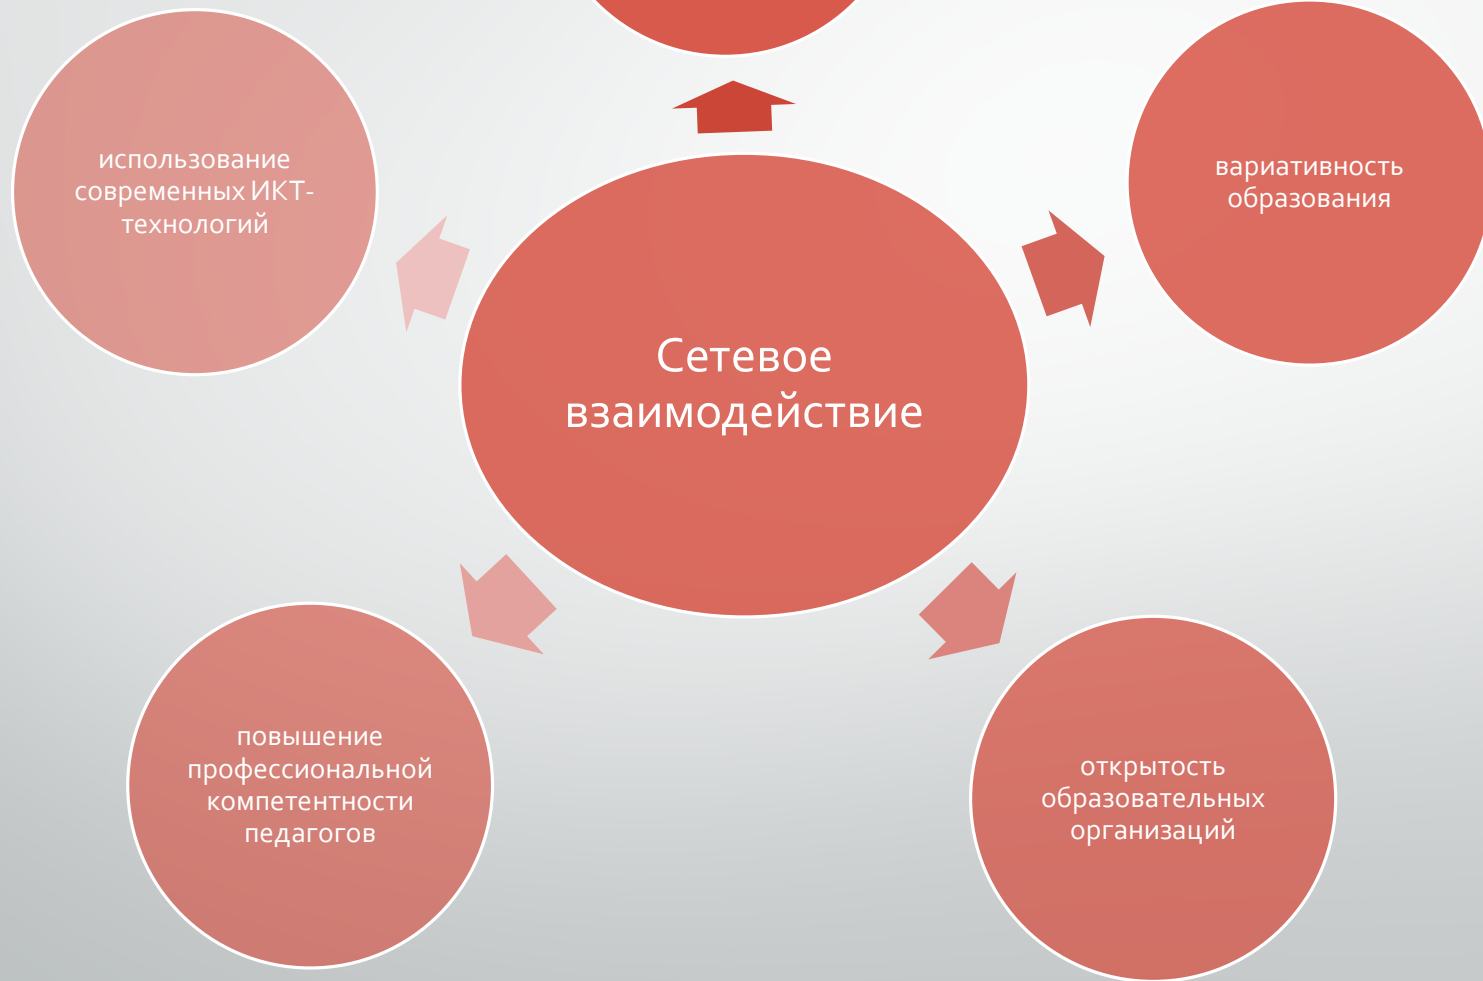 использование
современных ИКТ-
технологий
вариативность
образования
Сетевое
взаимодействие
повышение
профессиональной
компетентности
педагогов
открытость
образовательных
организаций